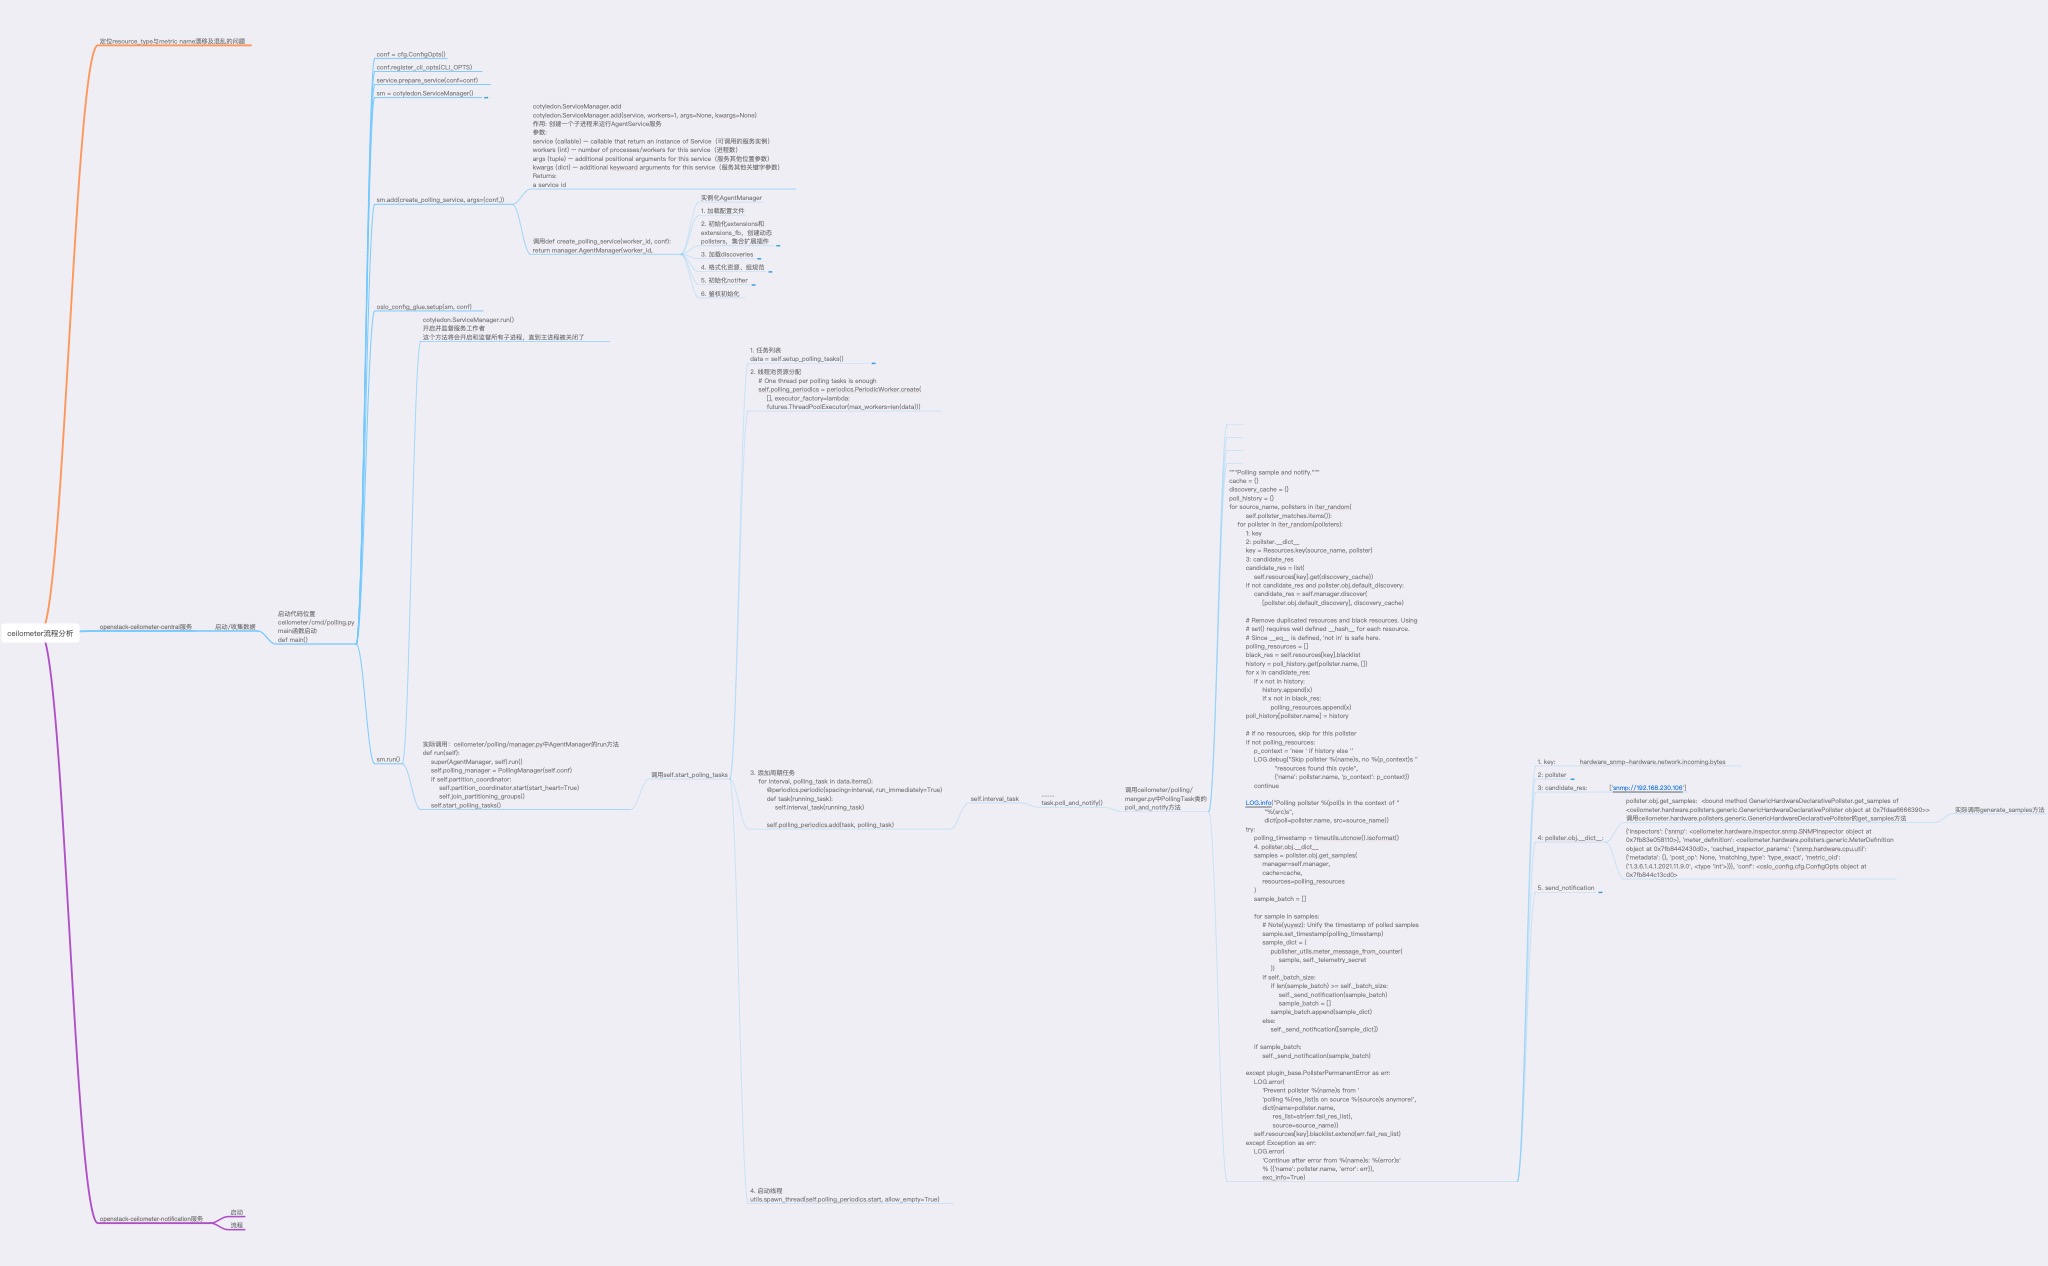 定位resource_type与metric name漂移及混乱的问题
conf = cfg.ConfigOpts()
conf.register_cli_opts(CLI_OPTS)
service.prepare_service(conf=conf)
sm = cotyledon.ServiceManager()
cotyledon.ServiceManager.add
cotyledon.ServiceManager.add(service, workers=1, args=None, kwargs=None)
作用: 创建一个子进程来运行AgentService服务
参数:
service (callable) — callable that return an instance of Service（可调用的服务实例）
workers (int) — number of processes/workers for this service（进程数）
args (tuple) — additional positional arguments for this service（服务其他位置参数）
kwargs (dict) — additional keywoard arguments for this service（服务其他关键字参数）
Returns:
a service id
sm.add(create_polling_service, args=(conf,))
调用def create_polling_service(worker_id, conf):
return manager.AgentManager(worker_id,
实例化AgentManager
1. 加载配置文件
2. 初始化extensions和
extensions_fb，创建动态
pollsters，集合扩展插件
3. 加载discoveries
4. 格式化资源、组规范
5. 初始化notifier
6. 鉴权初始化
oslo_config_glue.setup(sm, conf)
cotyledon.ServiceManager.run()
开启并监督服务工作者
这个方法将会开启和监督所有子进程，直到主进程被关闭了
ceilometer流程分析
openstack-ceilometer-central服务
启动/收集数据
启动代码位置
ceilometer/cmd/polling.py
main函数启动
def main()
sm.run()
实际调用：ceilometer/polling/manager.py中AgentManager的run方法
def run(self):
super(AgentManager, self).run()
self.polling_manager = PollingManager(self.conf)
if self.partition_coordinator:
self.partition_coordinator.start(start_heart=True)
self.join_partitioning_groups()
self.start_polling_tasks()
调用self.start_poling_tasks
1. 任务列表
data = self.setup_polling_tasks()
2. 线程池资源分配
# One thread per polling tasks is enough
self.polling_periodics = periodics.PeriodicWorker.create(
[], executor_factory=lambda:
futures.ThreadPoolExecutor(max_workers=len(data)))
3. 添加周期任务
for interval, polling_task in data.items():
@periodics.periodic(spacing=interval, run_immediately=True)
def task(running_task):
self.interval_task(running_task)
self.polling_periodics.add(task, polling_task)
4. 启动线程
utils.spawn_thread(self.polling_periodics.start, allow_empty=True)
self.interval_task
......
task.poll_and_notify()
调用ceilometer/polling/
manger.py中PollingTask类的
poll_and_notify方法
"""Polling sample and notify."""
cache = {}
discovery_cache = []
poll_history = {}
for source_name, pollsters in iter_random(
self.pollster_matches.items()):
for pollster in iter_random(pollsters):
1: key
2: pollster.__dict__
key = Resources.key(source_name, pollster)
3: candidate_res
candidate_res = list(
self.resources[key].get(discovery_cache))
if not candidate_res and pollster.obj.default_discovery:
candidate_res = self.manager.discover(
[pollster.obj.default_discovery], discovery_cache)
# Remove duplicated resources and black resources. Using
# set() requires well defined __hash__ for each resource.
# Since __eq__ is defined, 'not in' is safe here.
polling_resources = []
black_res = self.resources[key].blacklist
history = poll_history.get(pollster.name, [])
for x in candidate_res:
if x not in history:
history.append(x)
if x not in black_res:
polling_resources.append(x)
poll_history[pollster.name] = history
# If no resources, skip for this pollster
if not polling_resources:
p_context = 'new ' if history else ''
LOG.debug("Skip pollster %(name)s, no %(p_context)s "
"resources found this cycle",
{'name': pollster.name, 'p_context': p_context})
continue
LOG.info("Polling pollster %(poll)s in the context of "
"%(src)s",
dict(poll=pollster.name, src=source_name))
try:
polling_timestamp = timeutils.utcnow().isoformat()
4. pollster.obj.__dict__
samples = pollster.obj.get_samples(
manager=self.manager,
cache=cache,
resources=polling_resources
)
sample_batch = []
for sample in samples:
# Note(yuywz): Unify the timestamp of polled samples
sample.set_timestamp(polling_timestamp)
sample_dict = (
publisher_utils.meter_message_from_counter(
sample, self._telemetry_secret
))
if self._batch_size:
if len(sample_batch) >= self._batch_size:
self._send_notification(sample_batch)
sample_batch = []
sample_batch.append(sample_dict)
else:
self._send_notification([sample_dict])
if sample_batch:
self._send_notification(sample_batch)
except plugin_base.PollsterPermanentError as err:
LOG.error(
'Prevent pollster %(name)s from '
'polling %(res_list)s on source %(source)s anymore!',
dict(name=pollster.name,
res_list=str(err.fail_res_list),
source=source_name))
self.resources[key].blacklist.extend(err.fail_res_list)
except Exception as err:
LOG.error(
'Continue after error from %(name)s: %(error)s'
% ({'name': pollster.name, 'error': err}),
exc_info=True)
1. key: hardware_snmp-hardware.network.incoming.bytes
2: pollster
3: candidate_res: ['snmp://192.168.230.106']
4: pollster.obj.__dict__:
pollster.obj.get_samples: <bound method GenericHardwareDeclarativePollster.get_samples of
<ceilometer.hardware.pollsters.generic.GenericHardwareDeclarativePollster object at 0x7fdaa6666390>>
调用ceilometer.hardware.pollsters.generic.GenericHardwareDeclarativePollster的get_samples方法
实际调用generate_samples方法
{'inspectors': {'snmp': <ceilometer.hardware.inspector.snmp.SNMPInspector object at
0x7fb83e058110>}, 'meter_definition': <ceilometer.hardware.pollsters.generic.MeterDefinition
object at 0x7fb8442430d0>, 'cached_inspector_params': {'snmp.hardware.cpu.util':
{'metadata': {}, 'post_op': None, 'matching_type': 'type_exact', 'metric_oid':
('1.3.6.1.4.1.2021.11.9.0', <type 'int'>)}}, 'conf': <oslo_config.cfg.ConfigOpts object at
0x7fb844c13cd0>
5. send_notification
openstack-ceilometer-notification服务
启动
流程